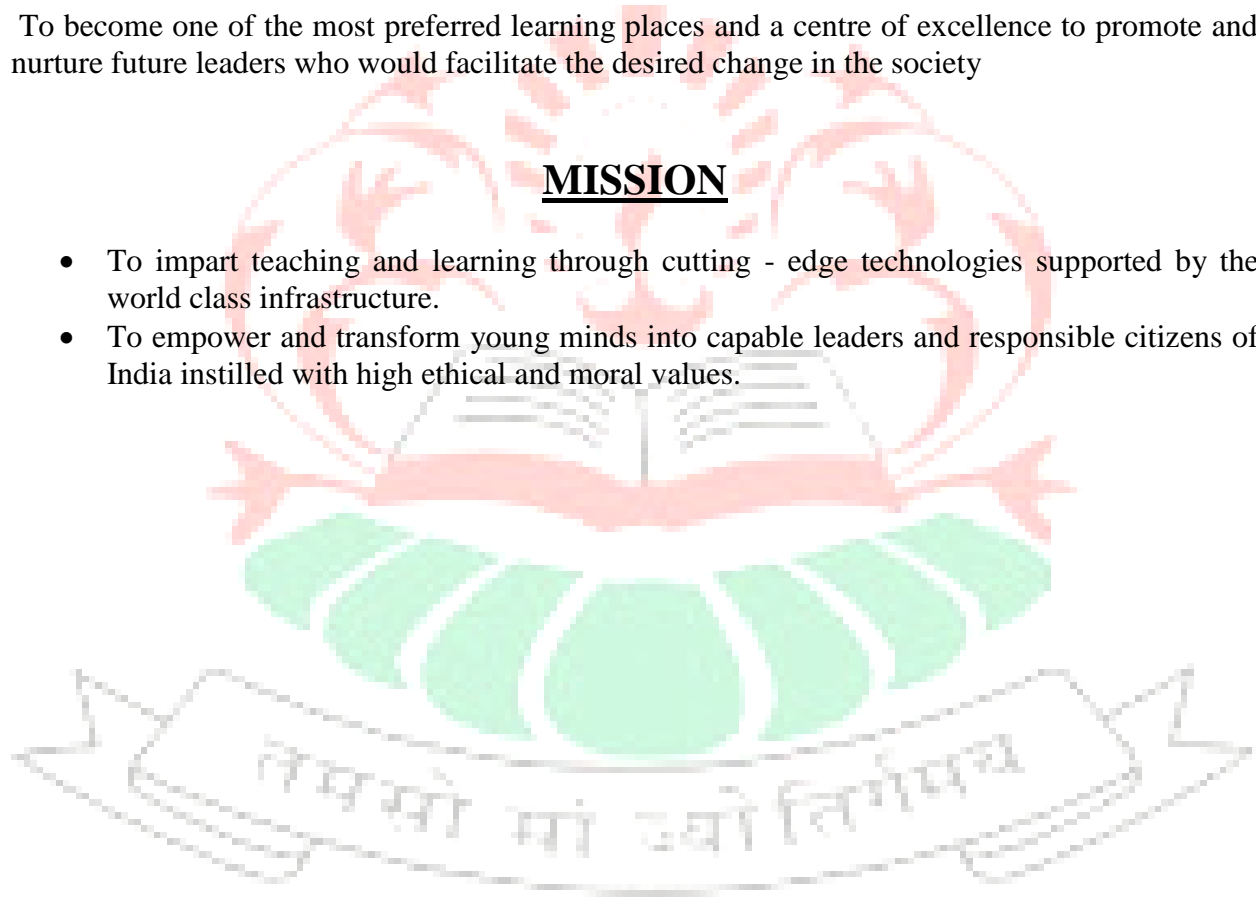 To become one of the most preferred learning places and a centre of excellence to promote and
nurture future leaders who would facilitate the desired change in the society
MISSION
• To impart teaching and learning through cutting - edge technologies supported by the
world class infrastructure.
• To empower and transform young minds into capable leaders and responsible citizens of
India instilled with high ethical and moral values.